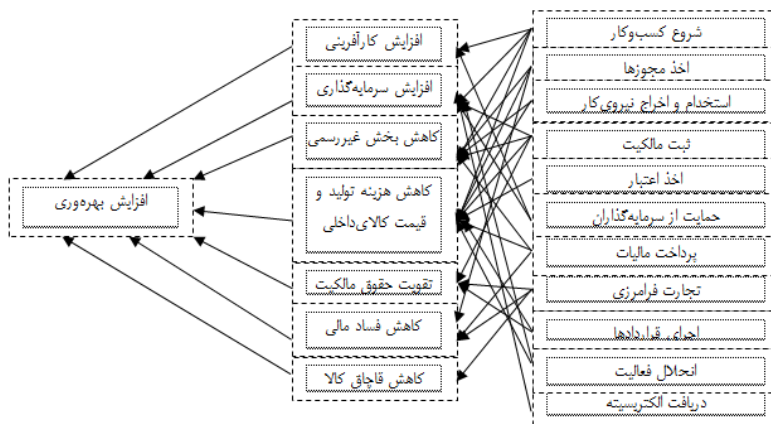 شروع کسب‌وکار
اخذ مجوزها
استخدام و اخراج نیروی‌کار
ثبت مالکیت
اخذ اعتبار
حمایت از سرمایه‌گذاران
پرداخت مالیات
تجارت فرامرزی
اجرای قراردادها
انحلال فعالیت
دریافت الکتریسیته
افزایش کارآفرینی
افزایش سرمایه‌گذاری
کاهش بخش غیررسمی
کاهش هزینه تولید و
قیمت کالای‌داخلی
تقویت حقوق مالکیت
کاهش فساد مالی
کاهش قاچاق کالا
افزایش بهره‌وری